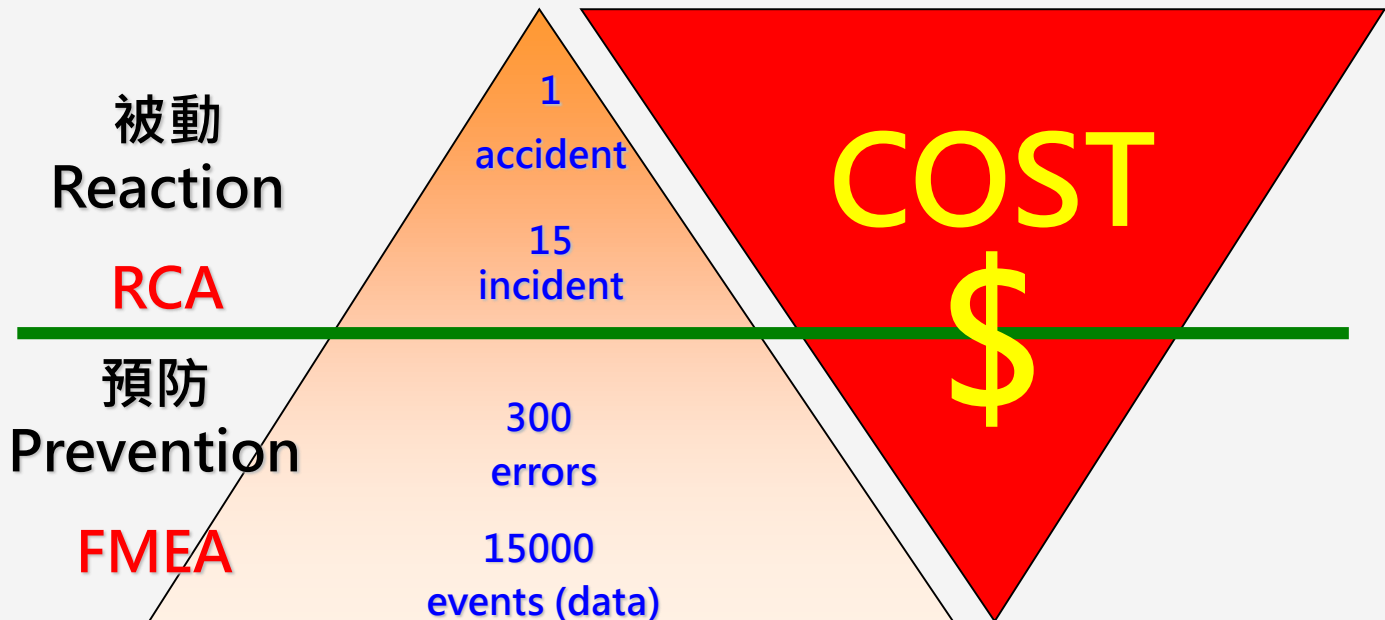 被動
Reaction
RCA
預防
Prevention
FMEA
1
accident
15
incident
300
errors
15000
events (data)
COST
$